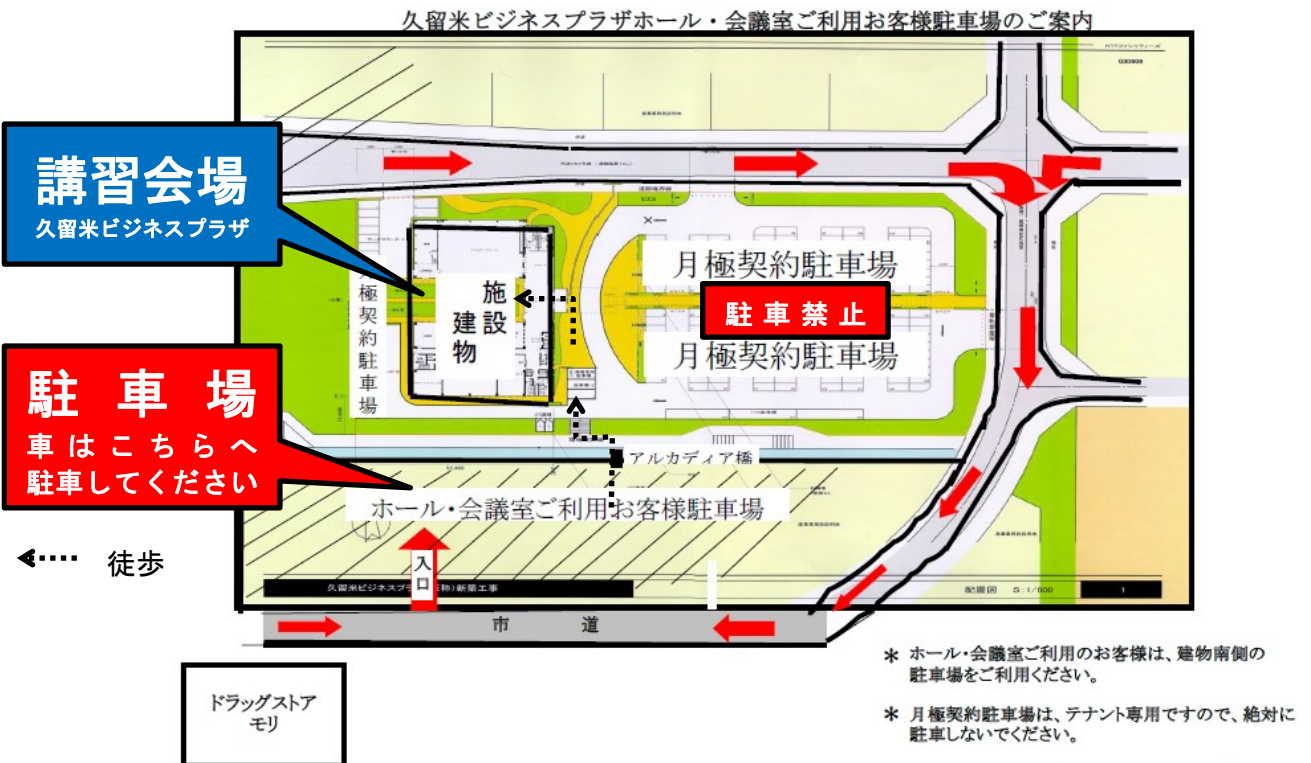 久留米ビジネスプラザホール・会議室ご利用お客様駐車場のご案内
講習会場
久留米ビジネスプラザ
施設
建物
月極契約駐車場
月極契約駐車場
駐車禁止
月極契約駐車場
駐車場
車はこちらへ
駐車してください
アルカディア橋
ホール・会議室ご利用お客様駐車場
徒歩
入口
配置図 S:1/600
1
市道
ドラッグストア
モリ
* ホール・会議室ご利用のお客様は、建物南側の
駐車場をご利用ください。
* 月極契約駐車場は、テナント専用ですので、絶対に
駐車しないでください。